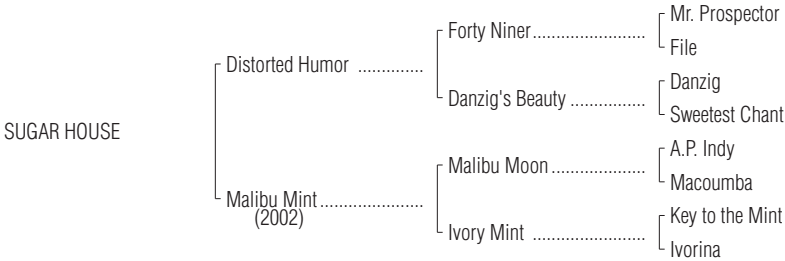 Mr. Prospector
Forty Niner........................
File
Distorted Humor ..............
Danzig
Danzig's Beauty ................
Sweetest Chant
SUGAR HOUSE
A.P. Indy
Malibu Moon ....................
Macoumba
Malibu Mint ......................
(2002)
Key to the Mint
Ivory Mint ........................
Ivorina